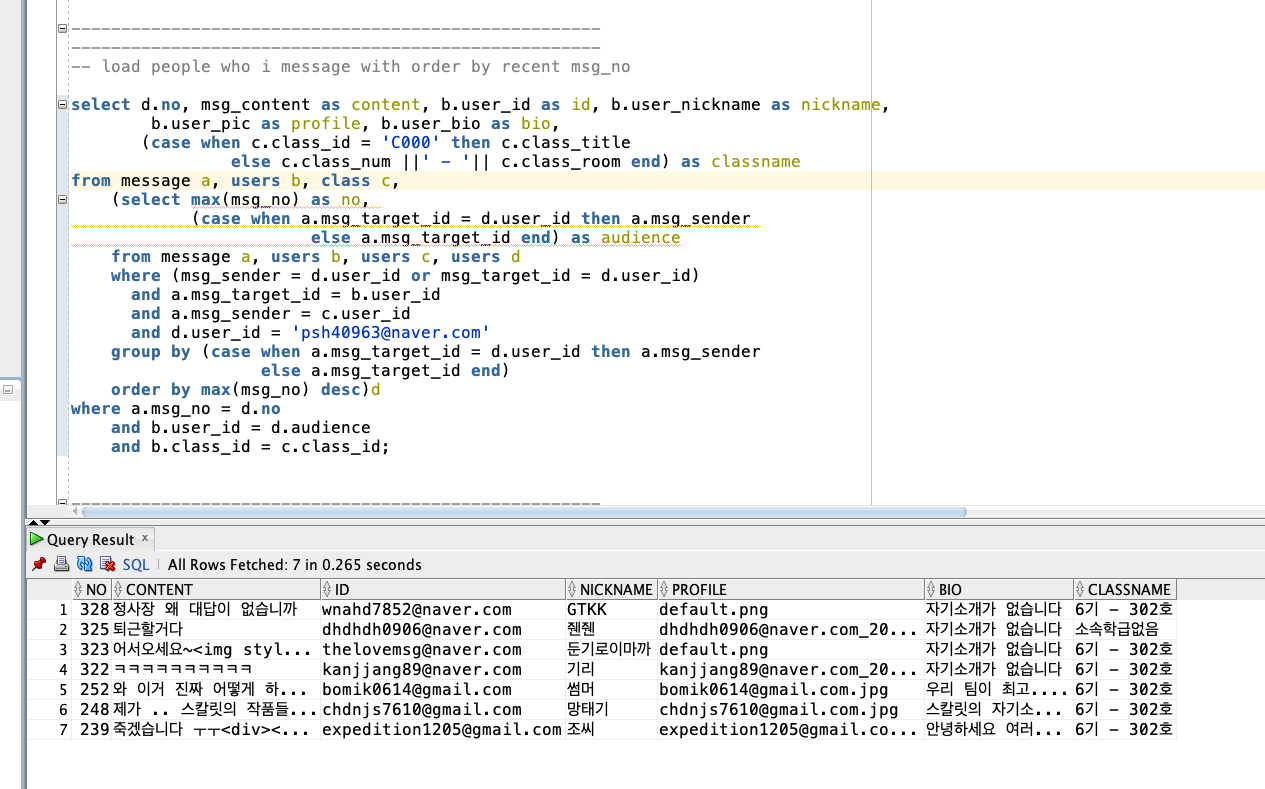 ------------------------------------------------------
------------------------------------------------------
-- load people who i message with order by recent msg_no
select d.no, msg_content as content, b.user_id as id, b.user_nickname as nickname,
b.user_pic as profile, b.user_bio as bio,
(case when c.class_id = 'C000' then c.class_title
else c.class_num ||' - '|| c.class_room end) as classname
from message a, users b, class c,
(select max(msg_no) as no,
(case when a.msg_target_id = d.user_id then a.msg_sender
else a.msg_target_id end) as audience
from message a, users b, users c, users d
where (msg_sender = d.user_id or msg_target_id = d.user_id)
and a.msg_target_id = b.user_id
and a.msg_sender = c.user_id
and d.user_id = 'psh40963@naver.com'
group by (case when a.msg_target_id = d.user_id then a.msg_sender
else a.msg_target_id end)
order by max(msg_no) desc)d
where a.msg_no = d.no
and b.user_id = d.audience
and b.class_id = c.class_id;
------------------------------------------------------
Query Result x
SQL | All Rows Fetched: 7 in 0.265 seconds
NO CONTENT ID NICKNAME PROFILE BIO CLASSNAME
1 328 정사장 왜 대답이 없습니까 wnahd7852@naver.com GTKK default.png 자기소개가 없습니다 6기 - 302호
2 325 퇴근할거다 dhdhdh0906@naver.com 줸줸 dhdhdh0906@naver.com_20... 자기소개가 없습니다 소속학급없음
3 323 어서오세요~<img styl... thelovemsg@naver.com 둔기로이마까 default.png 자기소개가 없습니다 6기 - 302호
4 322 ㅋㅋㅋㅋㅋㅋㅋㅋㅋㅋ kanjjang89@naver.com 기리 kanjjang89@naver.com_20... 자기소개가 없습니다 6기 - 302호
5 252 와 이거 진짜 어떻게 하... bomik0614@gmail.com 썸머 bomik0614@gmail.com.jpg 우리 팀이 최고.... 6기 - 302호
6 248 제가 .. 스칼릿의 작품들... chdnjs7610@gmail.com 망태기 chdnjs7610@gmail.com.jpg 스칼릿의 자기소... 6기 - 302호
7 239 죽겠습니다 ㅜㅜ<div><... expedition1205@gmail.com 조씨 expedition1205@gmail.co... 안녕하세요 여러... 6기 - 302호